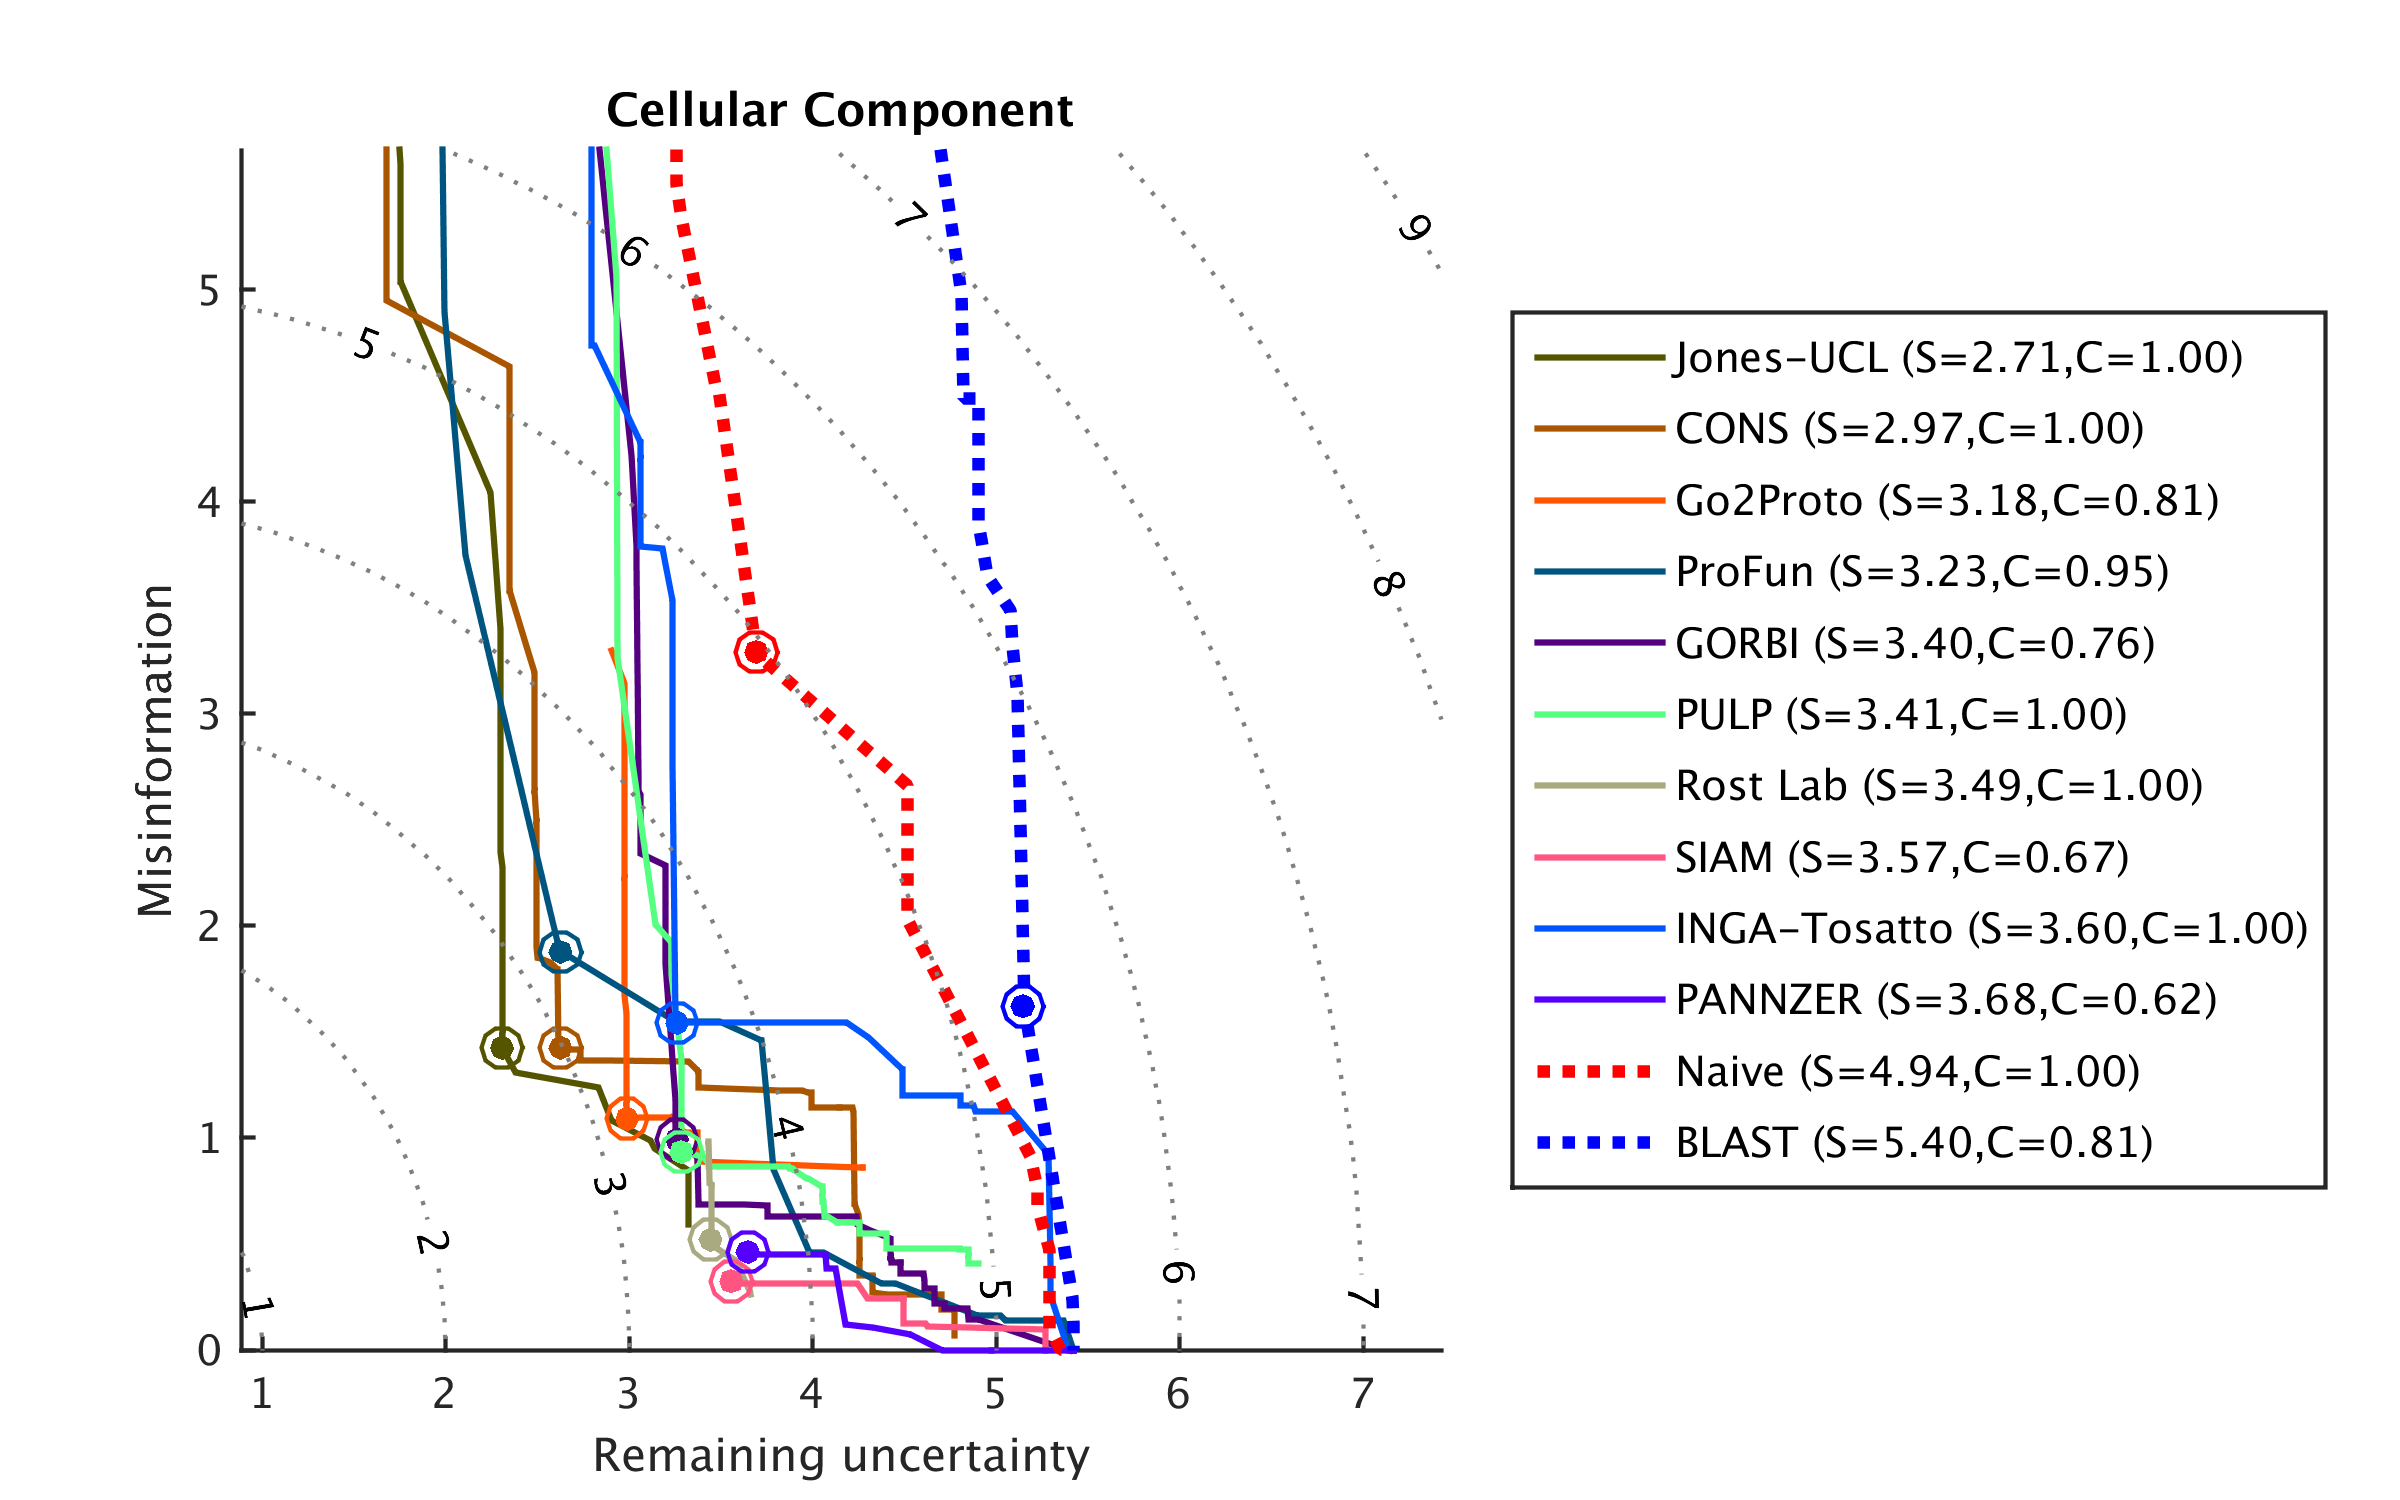 Cellular Component
Misinformation
5
4
3
2
1
0
1 2 3 4 5 6 7
Remaining uncertainty
1
2
3
4
5
6
7
5
6
7
8
9
Jones-UCL (S=2.71,C=1.00)
CONS (S=2.97,C=1.00)
Go2Proto (S=3.18,C=0.81)
ProFun (S=3.23,C=0.95)
GORBI (S=3.40,C=0.76)
PULP (S=3.41,C=1.00)
Rost Lab (S=3.49,C=1.00)
SIAM (S=3.57,C=0.67)
INGA-Tosatto (S=3.60,C=1.00)
PANNZER (S=3.68,C=0.62)
Naive (S=4.94,C=1.00)
BLAST (S=5.40,C=0.81)